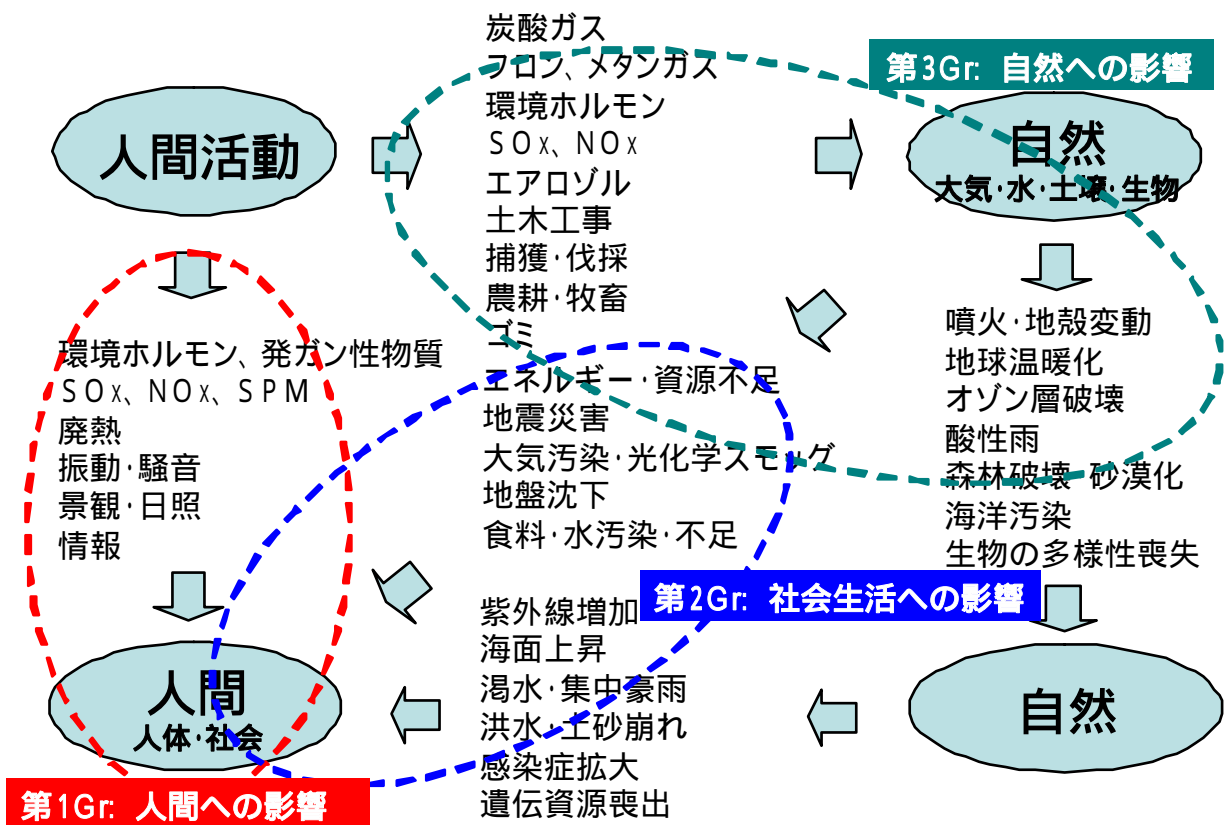 炭酸ガス
フロン、メタンガス
環境ホルモン
SOx、NOx
エアロゾル
土木工事
捕獲･伐採
農耕･牧畜
ゴミ
第3Gr: 自然への影響
人間活動
自然
大気･水･土壌･生物
環境ホルモン、発ガン性物質
SOx、NOx、SPM
廃熱
振動･騒音
景観･日照
情報
エネルギー･資源不足
地震災害
大気汚染･光化学スモッグ
地盤沈下
食料･水汚染･不足
噴火･地殻変動
地球温暖化
オゾン層破壊
酸性雨
森林破壊･砂漠化
海洋汚染
生物の多様性喪失
第2Gr: 社会生活への影響
人間
人体･社会
紫外線増加
海面上昇
渇水･集中豪雨
洪水･土砂崩れ
感染症拡大
遺伝資源喪出
自然
第1Gr: 人間への影響